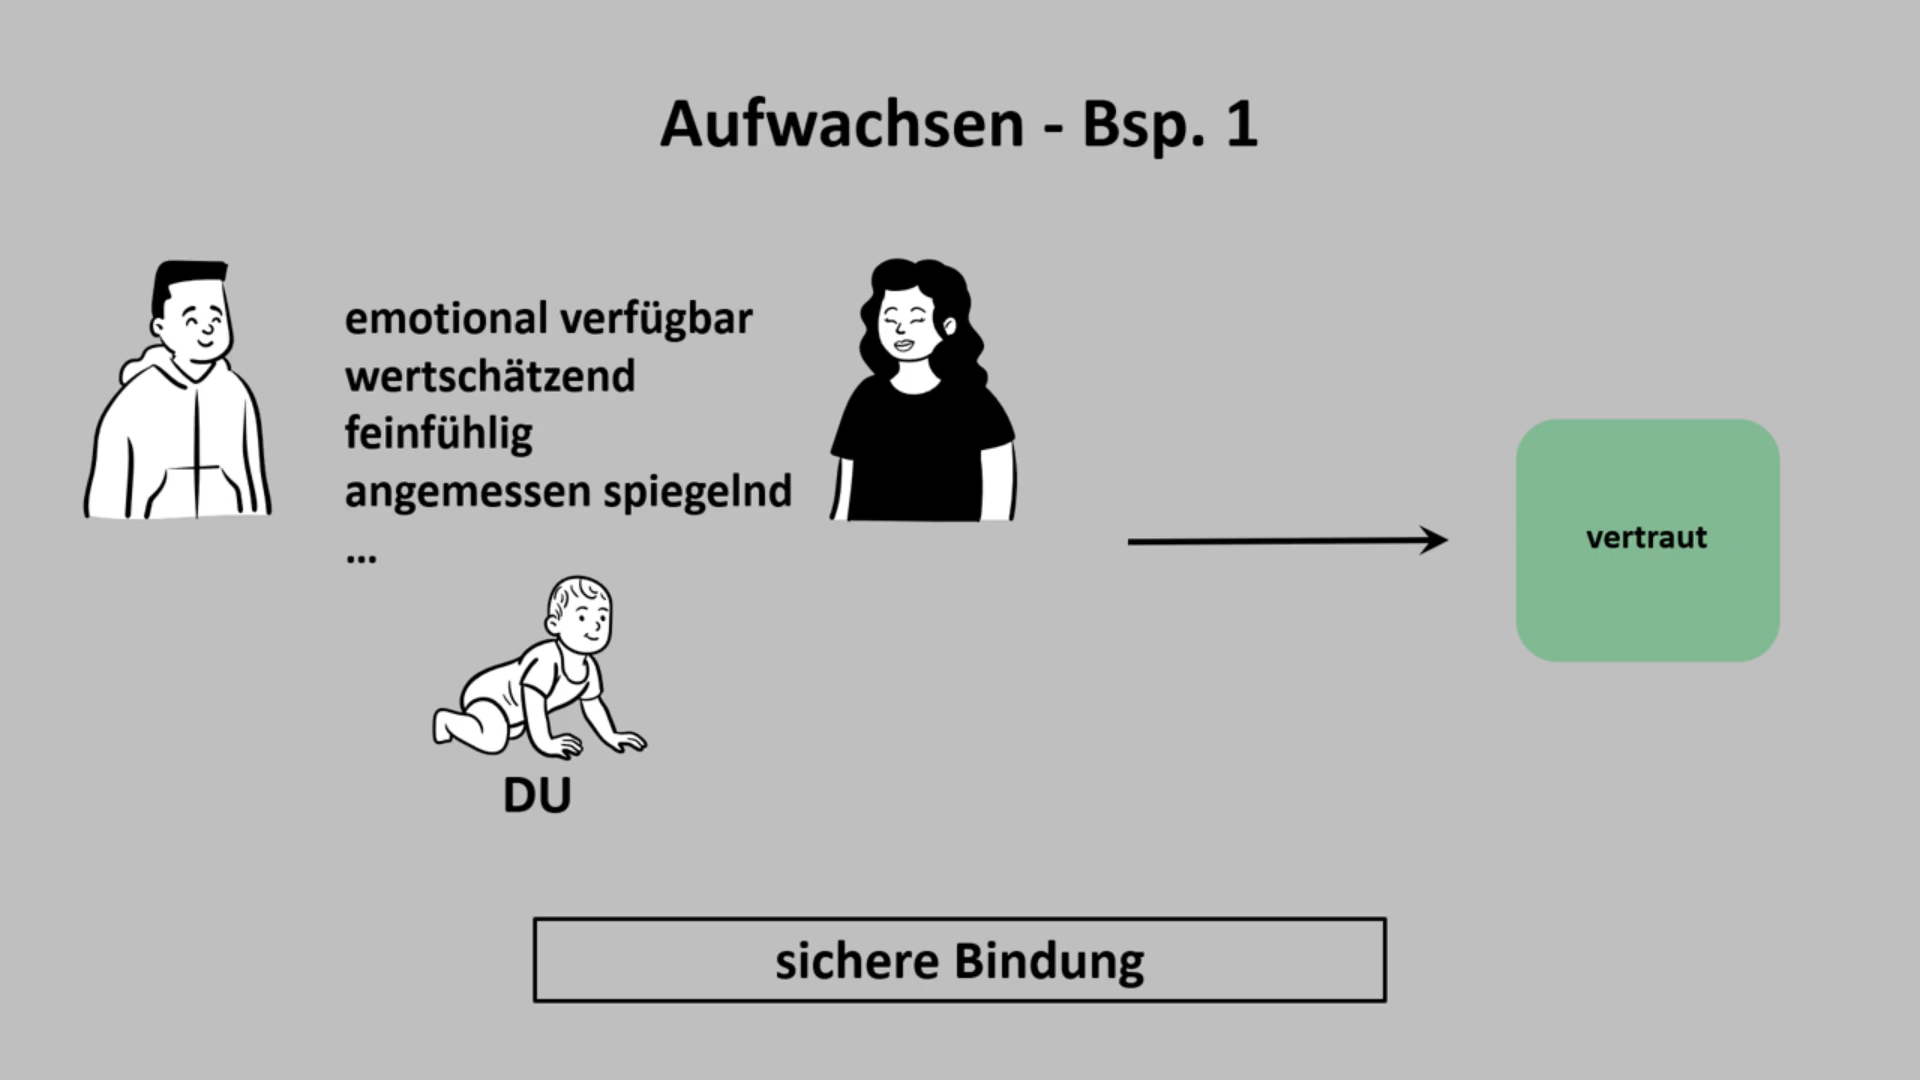 Aufwachsen - Bsp. 1
emotional verfügbar
wertschätzend
feinfühlig
angemessen spiegelnd
...
vertraut
DU
sichere Bindung